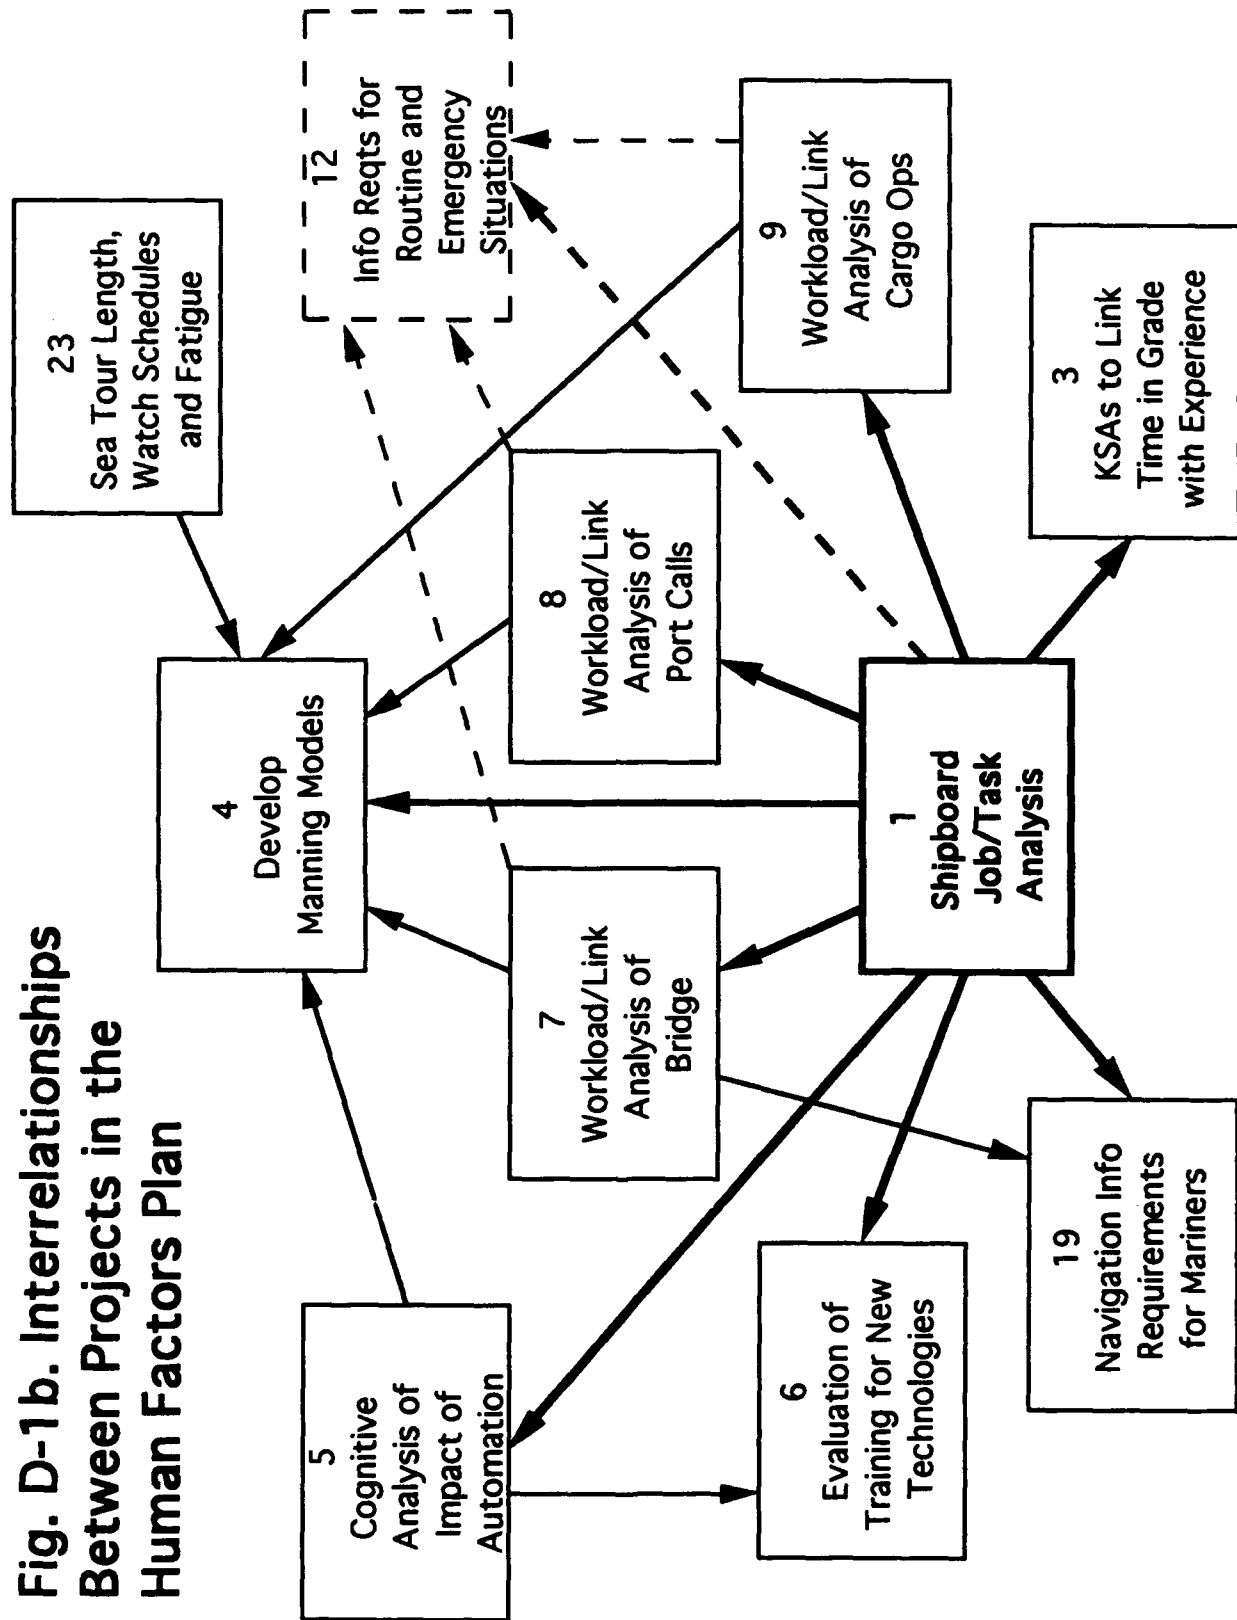 Fig. D-1b. Interrelationships
Between Projects in the
Human Factors Plan
23
Sea Tour Length,
Watch Schedules
and Fatigue
4
Develop
Manning Models
12
Info Reqts for
Routine and
Emergency
Situations
5
Cognitive
Analysis of
Impact of
Automation
7
Workload/Link
Analysis of
Bridge
8
Workload/Link
Analysis of
Port Calls
9
Workload/Link
Analysis of
Cargo Ops
6
Evaluation of
Training for New
Technologies
1
Shipboard
Job/Task
Analysis
19
Navigation Info
Requirements
for Mariners
3
KSAs to Link
Time in Grade
with Experience